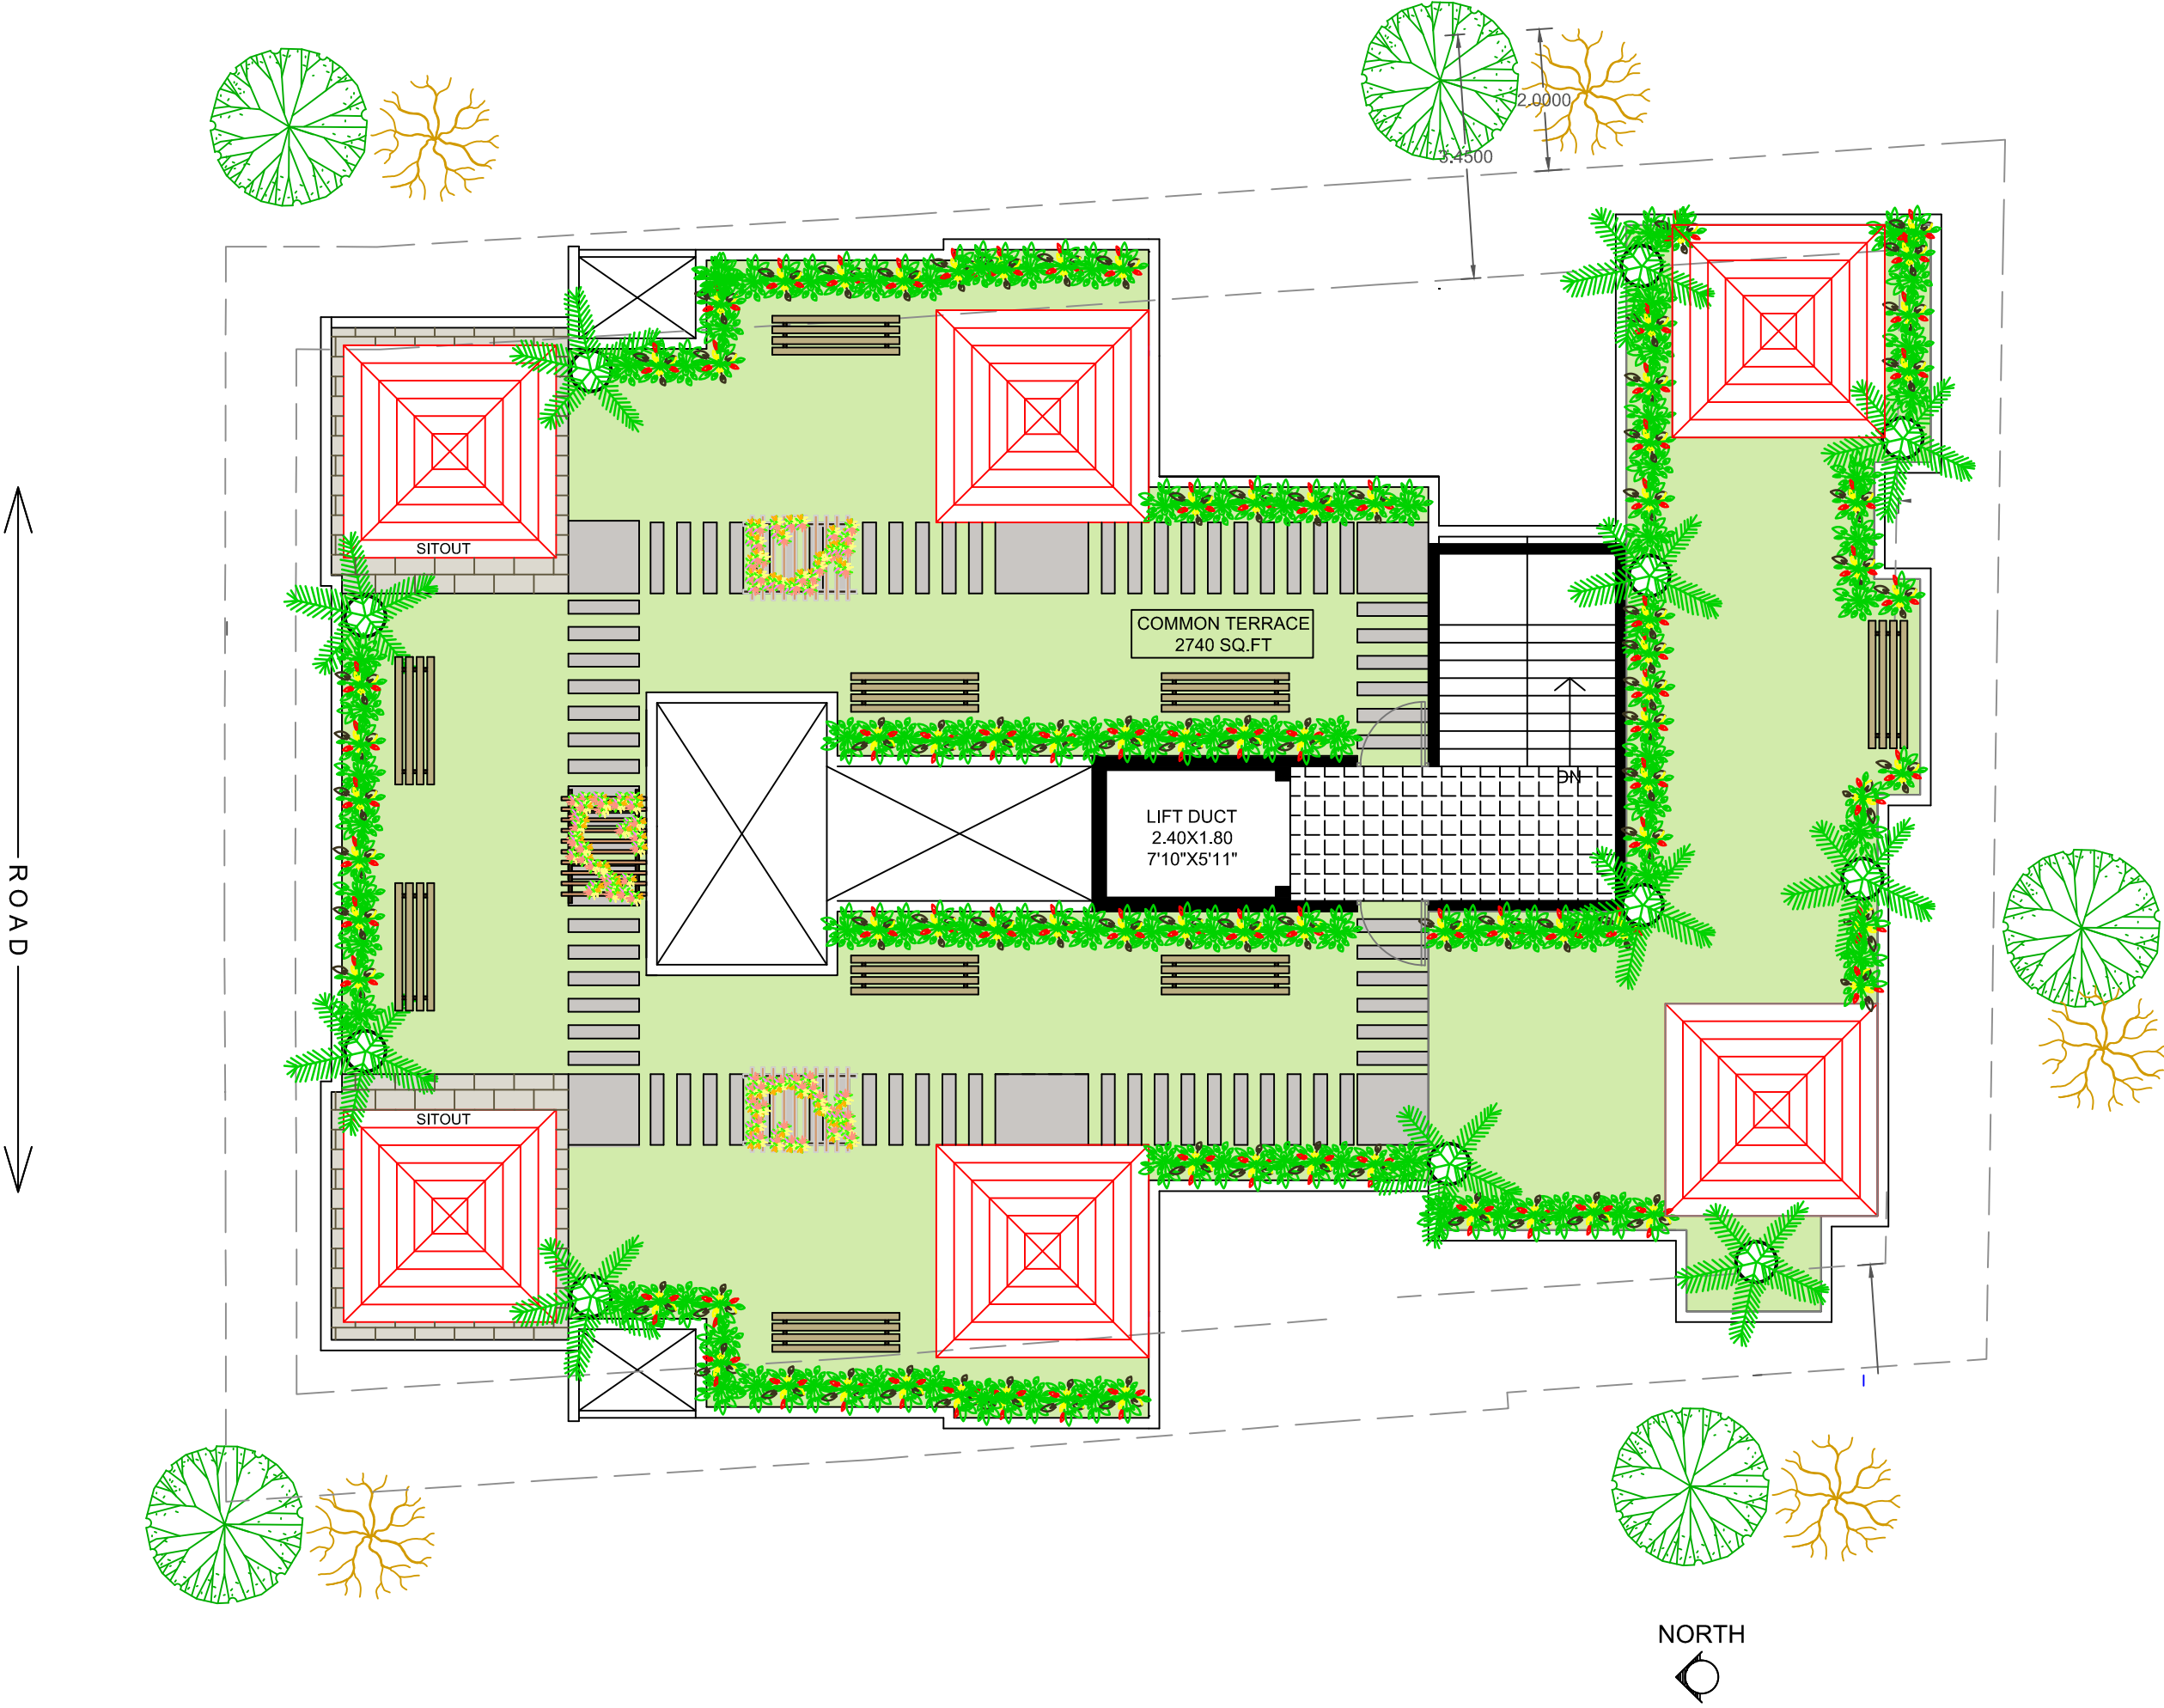 2.0000
3.4500
SITOUT
COMMON TERRACE
2740 SQ.FT
ROAD
DN
LIFT DUCT
2.40X1.80
7'10"X5'11"
SITOUT
NORTH